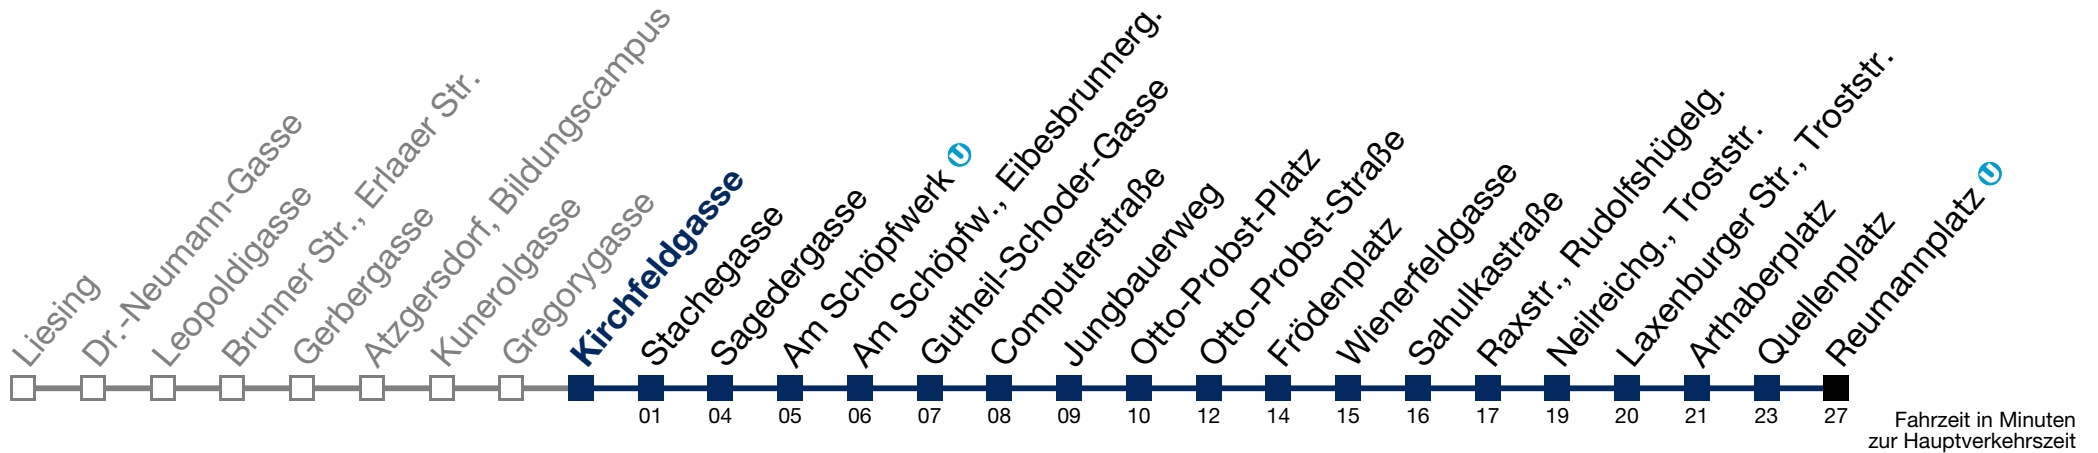 Liesing
Dr.-Neumann-Gasse
Leopoldigasse
Brunner Str., Erlaaer Str.
Gerbergasse
Atzgersdorf, Bildungscampus
Kunerolgasse
Gregorygasse
Kirchfeldgasse
Stachegasse
Sagedergasse
Am Schöpfwerk U
Am Schöpfw., Eibesbrunnerg.
Gutheil-Schoder-Gasse
Computerstraße
Jungbauerweg
Otto-Probst-Platz
Otto-Probst-Straße
Frödenplatz
Wienerfeldgasse
Sahulkastraße
Raxstr., Rudolfshügelg.
Neilreichg., Troststr.
Laxenburger Str., Troststr.
Arthaberplatz
Quellenplatz
Reumannplatz U
01 04 05 06 07 08 09 10 12 14 15 16 17 19 20 21 23 27
Fahrzeit in Minuten
zur Hauptverkehrszeit